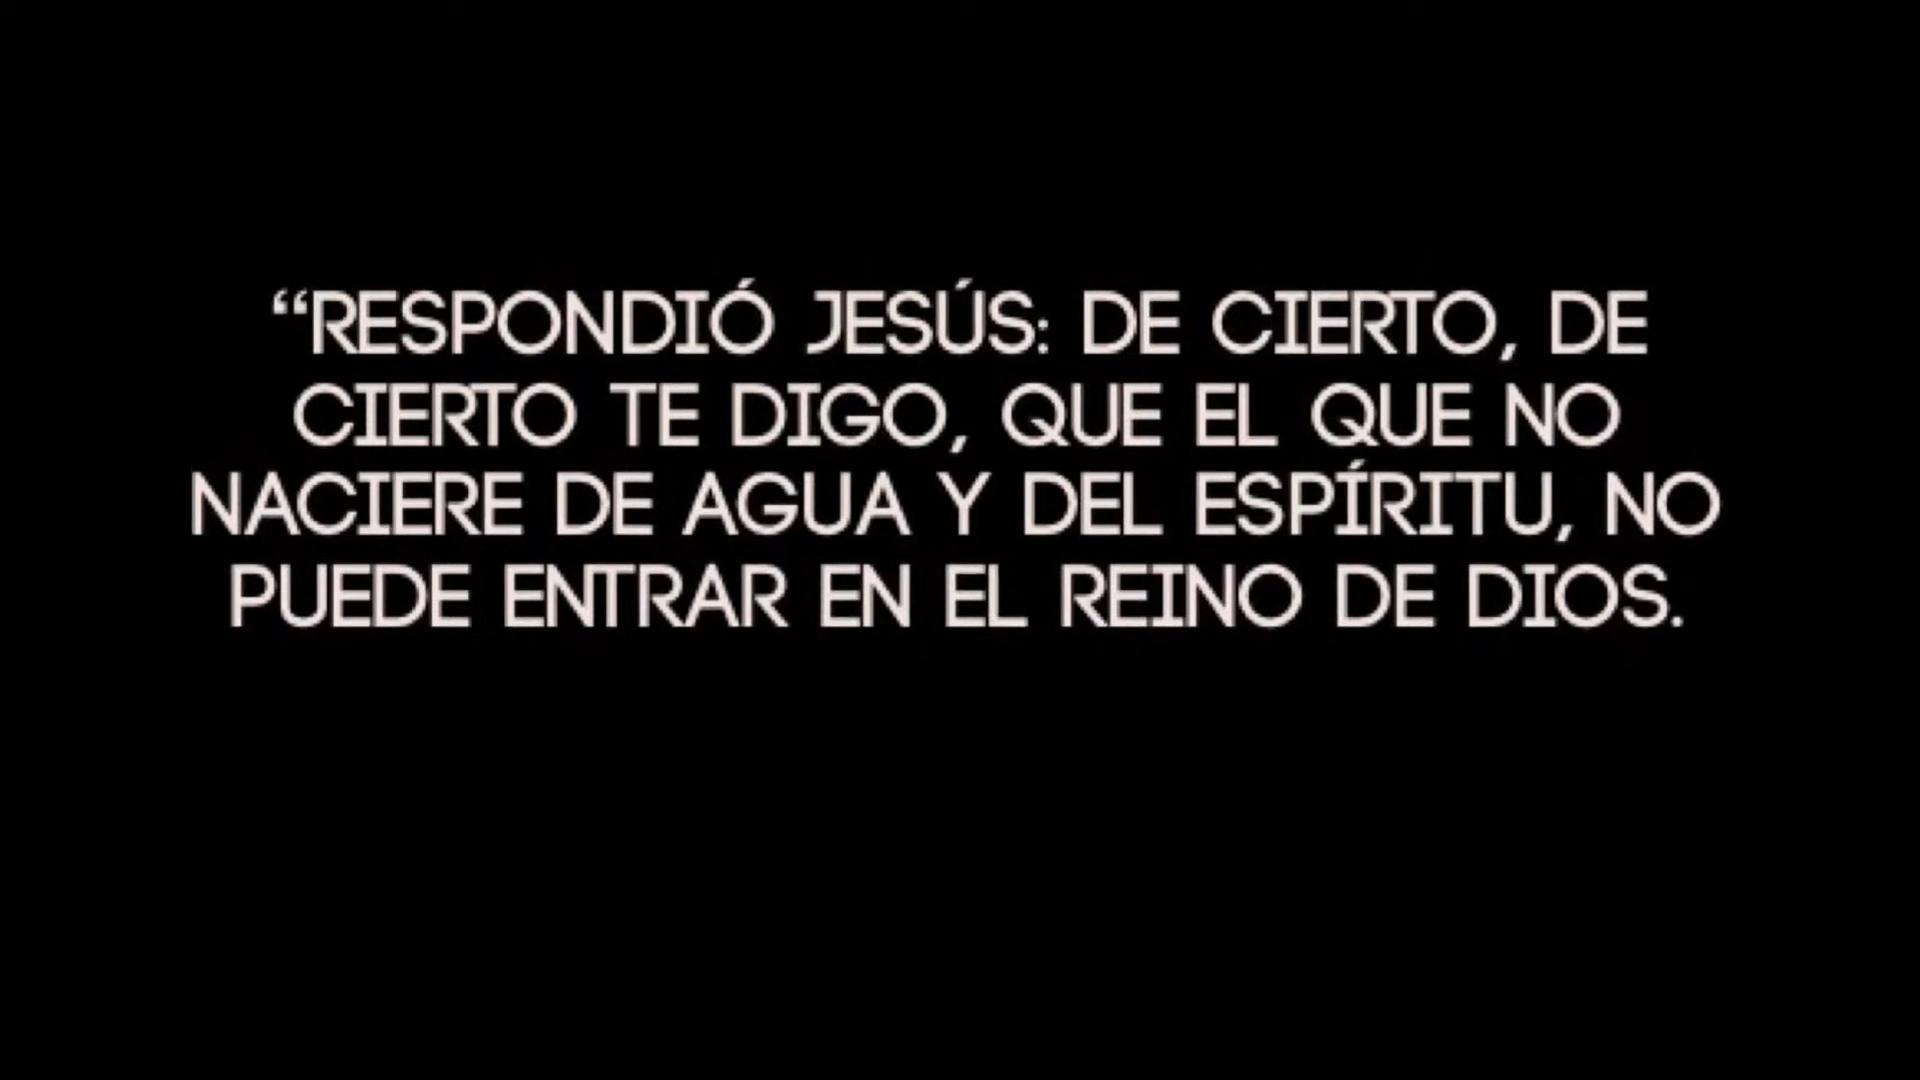 “RESPONDIÓ JESÚS: DE CIERTO, DE
CIERTO TE DIGO, QUE EL QUE NO
NACIERE DE AGUA Y DEL ESPÍRITU, NO
PUEDE ENTRAR EN EL REINO DE DIOS.